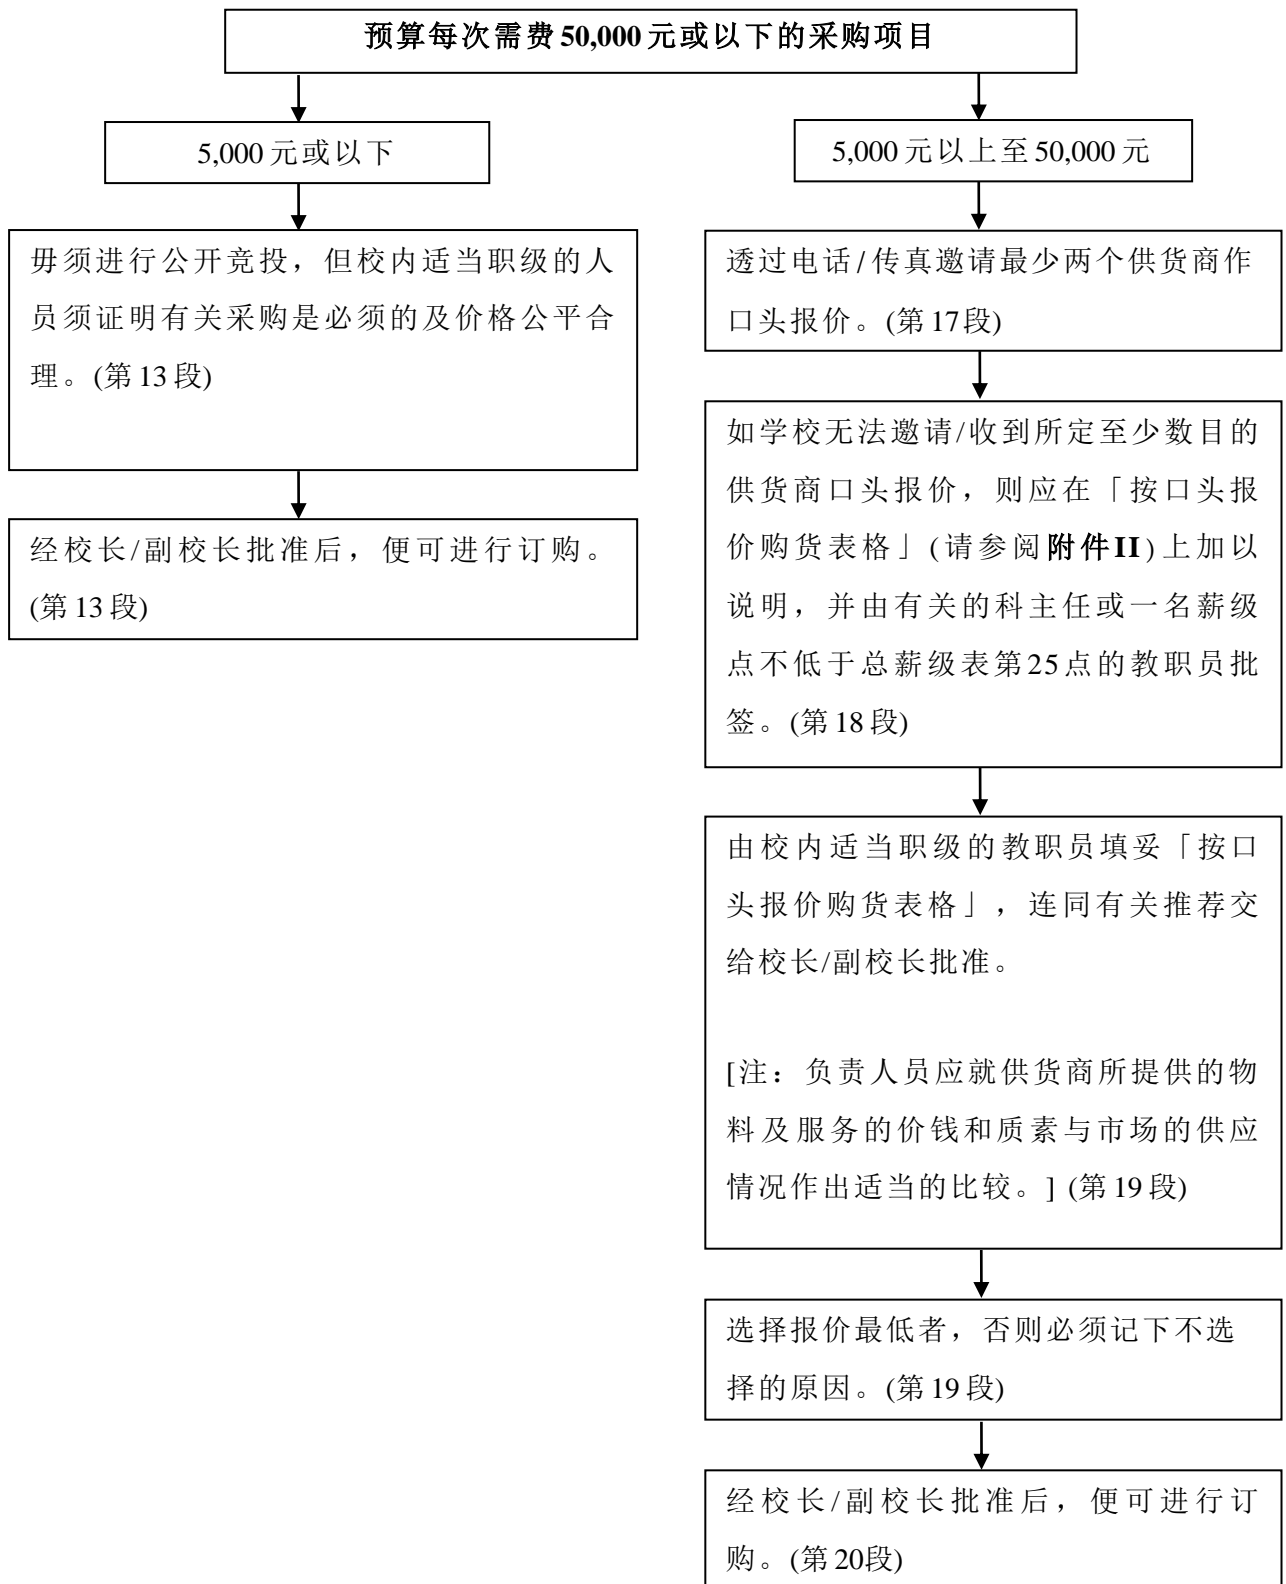 预算每次需费50,000元或以下的采购项目
5,000元或以下
毋须进行公开竞投，但校内适当职级的人
员须证明有关采购是必须的及价格公平合
理。(第13段)
经校长/副校长批准后，便可进行订购。
(第13段)
5,000元以上至50,000元
透过电话/传真邀请最少两个供货商作
口头报价。(第17段)
如学校无法邀请/收到所定至少数目的
供货商口头报价，则应在「按口头报
价购货表格」(请参阅附件II)上加以
说明，并由有关的科主任或一名薪级
点不低于总薪级表第25点的教职员批
签。(第18段)
由校内适当职级的教职员填妥「按口
头报价购货表格」，连同有关推荐交
给校长/副校长批准。
[注：负责人员应就供货商所提供的物
料及服务的价钱和质素与市场的供应
情况作出适当的比较。] (第19段)
选择报价最低者，否则必须记下不选
择的原因。(第19段)
经校长/副校长批准后，便可进行订
购。(第20段)